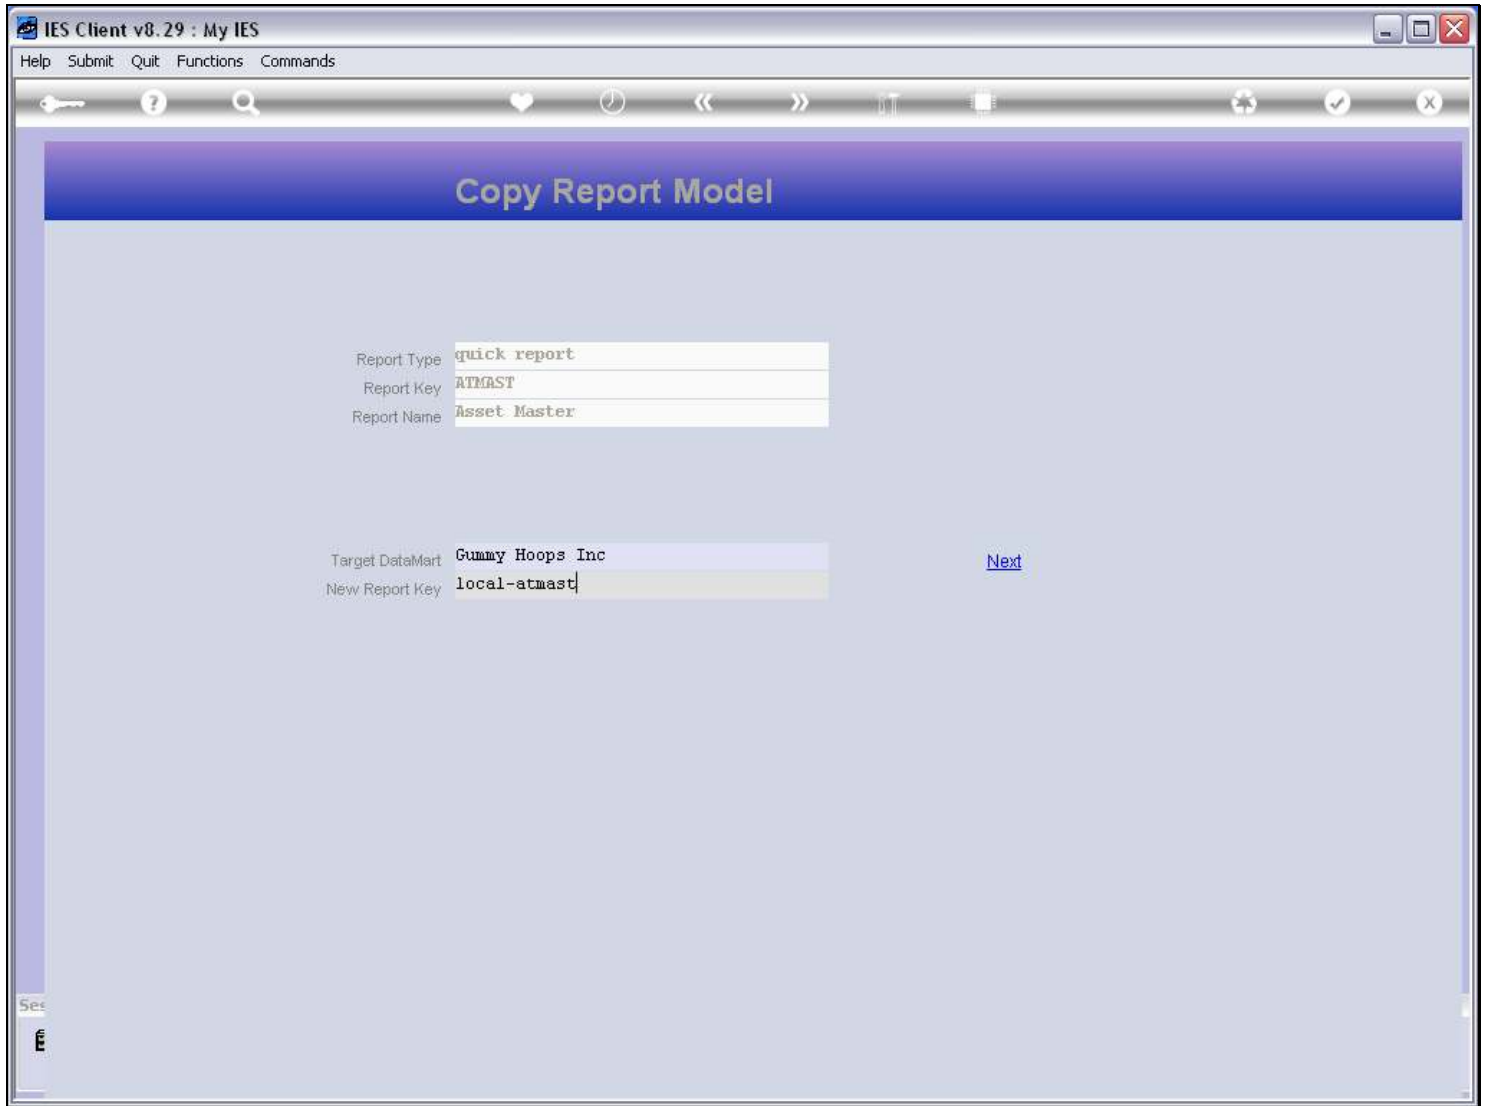 IES Client v8.29 : My IES
Help Submit Quit Functions Commands
Copy Report Model
Report Type quick report
Report Key ATMAST
Report Name Asset Master
Target DataMart Gummy Hoops Inc Next
New Report Key local-atmast